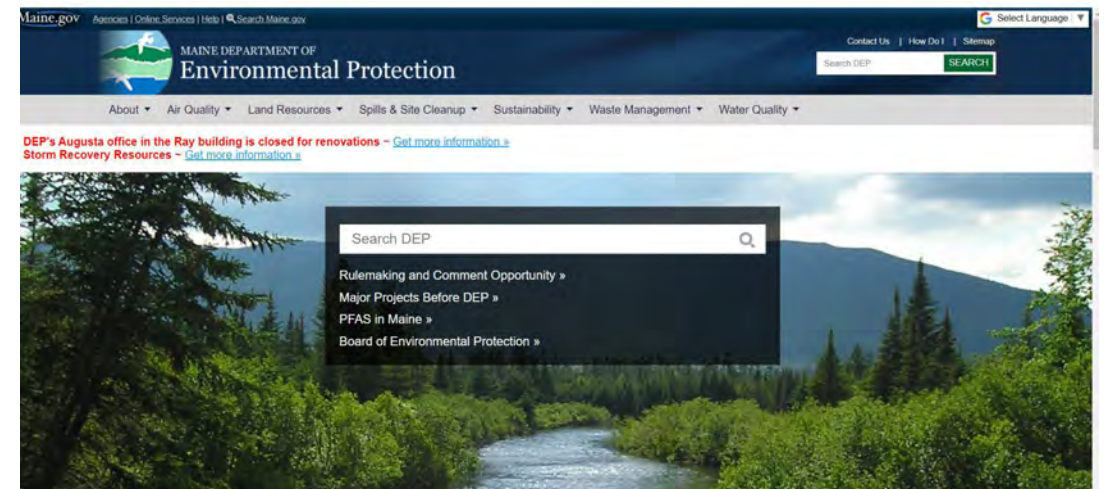 Maine.gov Agencies | Online Services | Help | Search Maine.gov
Select Language ▼
MAINE DEPARTMENT OF
Environmental Protection
Contact Us | How Do I | Sitemap
Search DEP SEARCH
About Air Quality Land Resources Spills & Site Cleanup Sustainability Waste Management Water Quality
DEP's Augusta office in the Ray building is closed for renovations ~ Get more information »
Storm Recovery Resources ~ Get more information »
Search DEP
Rulemaking and Comment Opportunity »
Major Projects Before DEP »
PFAS in Maine »
Board of Environmental Protection »